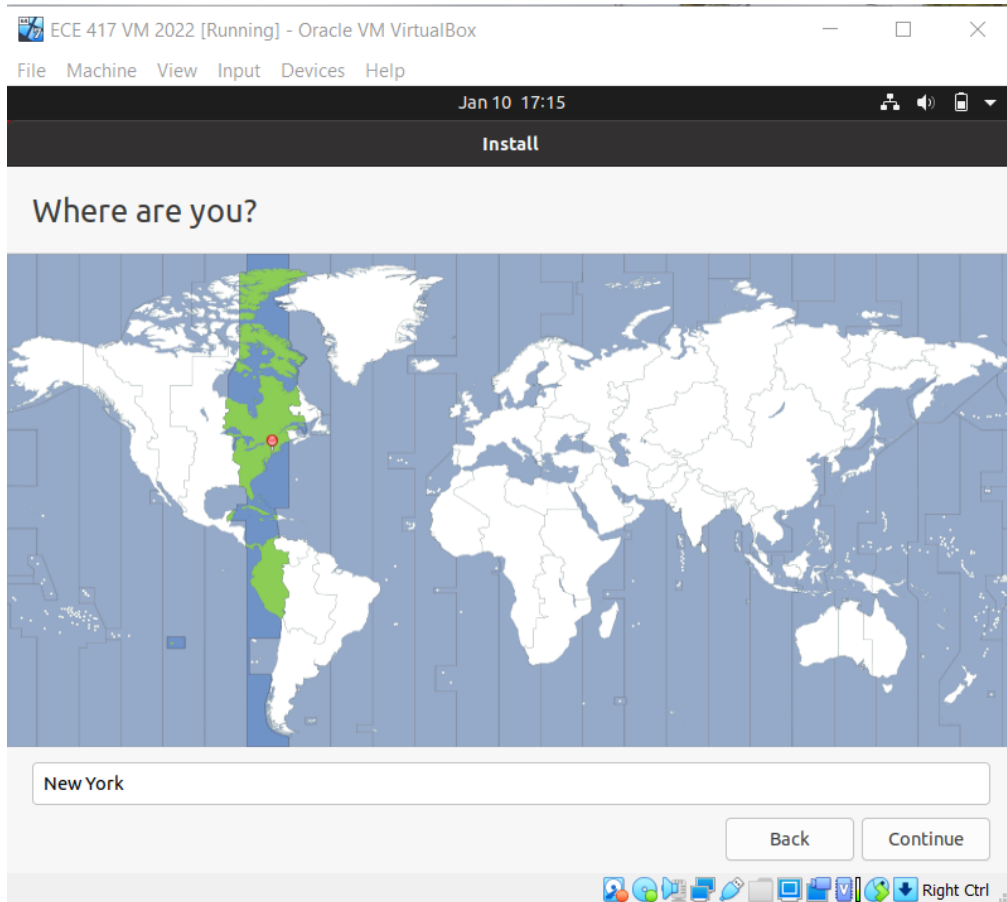 ECE 417 VM 2022 [Running] - Oracle VM VirtualBox
File Machine View Input Devices Help
Jan 10 17:15
Install
Where are you?
New York
Back Continue
Right Ctrl